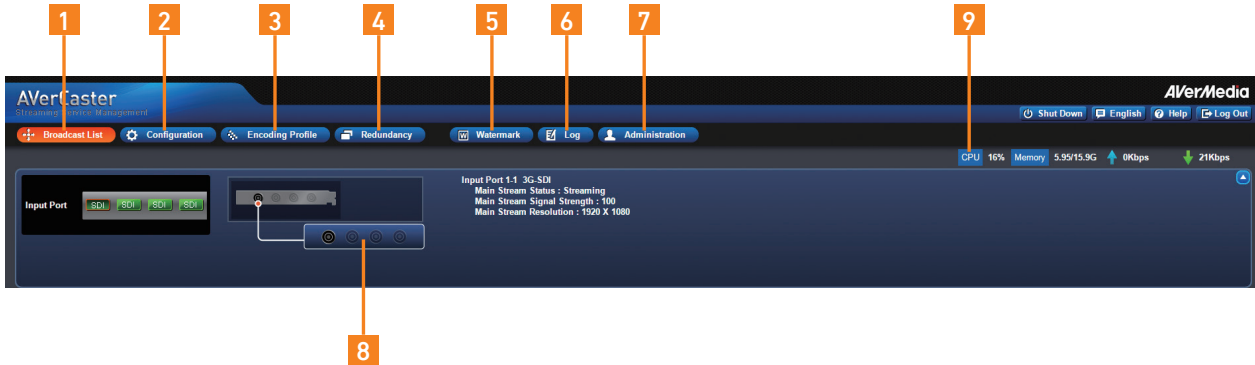 1 2 3 4 5 6 7 9
AVerCaster
AVerMedia
Streaming Service Management
Shut Down English Help Log Out
Broadcast List Configuration Encoding Profile Redundancy Watermark Log Administration
CPU 16% Memory 5.95/15.9G 0Kbps 21Kbps
Input Port 1-1 3G-SDI
Main Stream Status : Streaming
Main Stream Signal Strength : 100
Main Stream Resolution : 1920 X 1080
Input Port SDI SDI SDI SDI
8